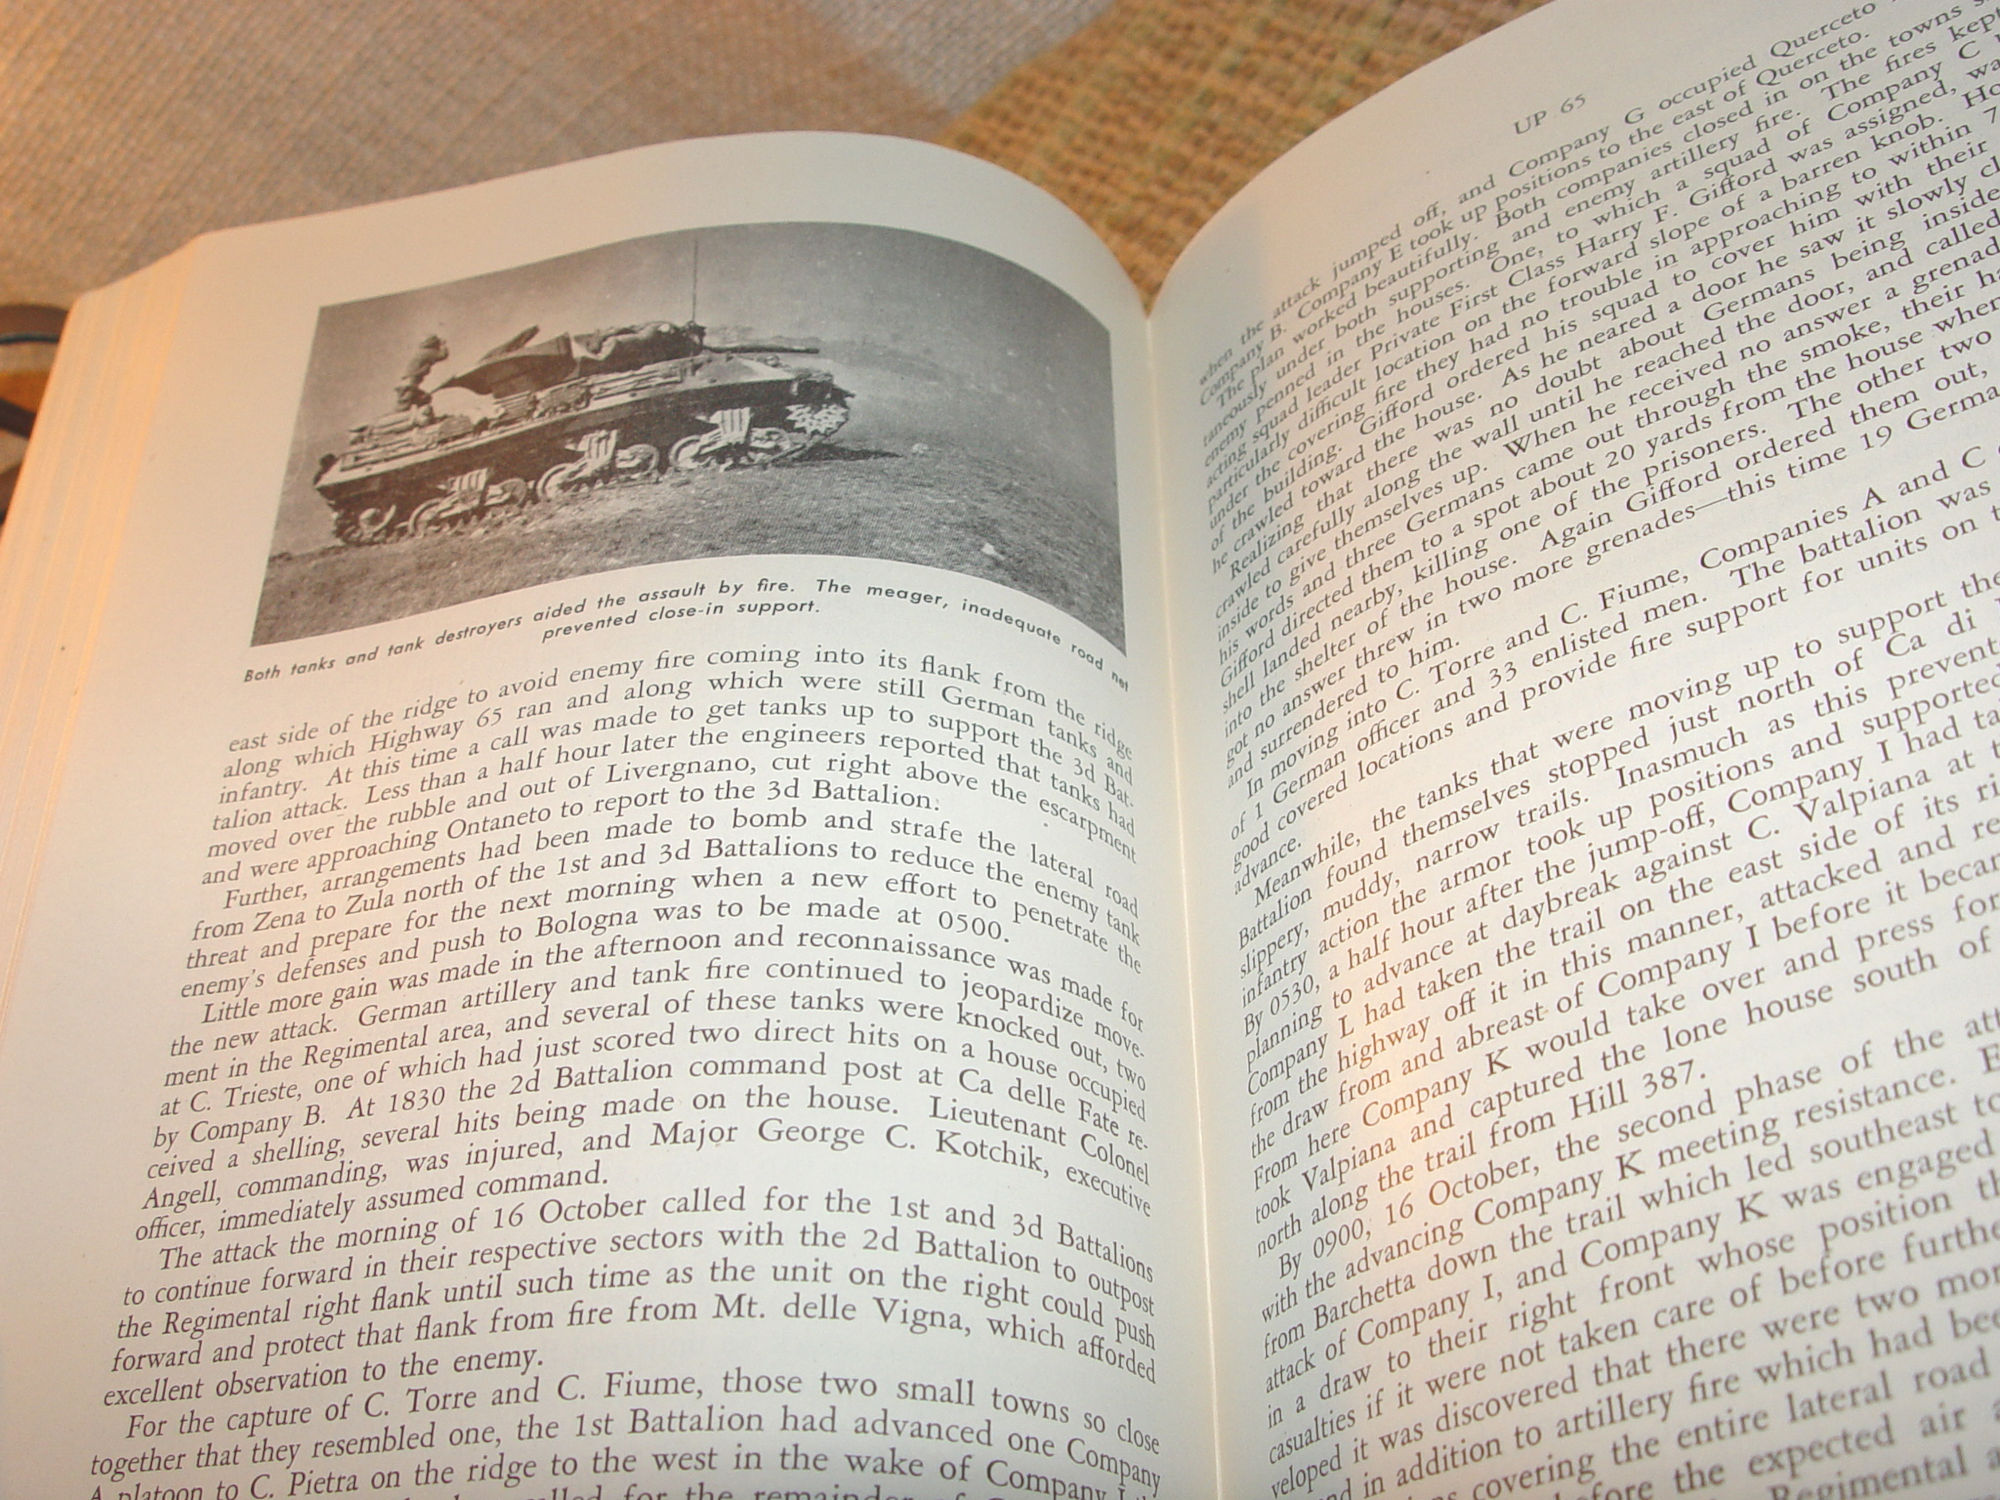 Both tanks and tank destroyers aided the assault by fire. The meager, inadequate road net
prevented close-in support.
east side of the ridge to avoid enemy fire coming into its flank from the ridge
along which Highway 65 ran and along which were still German tanks and
infantry. At this time a call was made to get tanks up to support the 3d Bat-
talion attack. Less than a half hour later the engineers reported that tanks had
moved over the rubble and out of Livergnano, cut right above the escarpment
and were approaching Ontaneto to report to the 3d Battalion.
Further, arrangements had been made to bomb and strafe the lateral road
from Zena to Zula north of the 1st and 3d Battalions to reduce the enemy tank
threat and prepare for the next morning when a new effort to penetrate the
enemy's defenses and push to Bologna was to be made at 0500.
Little more gain was made in the afternoon and reconnaissance was made for
the new attack. German artillery and tank fire continued to jeopardize move-
ment in the Regimental area, and several of these tanks were knocked out, two
at C. Trieste, one of which had just scored two direct hits on a house occupied
by Company B. At 1830 the 2d Battalion command post at Ca delle Fate re-
ceived a shelling, several hits being made on the house. Lieutenant Colonel
Angell, commanding, was injured, and Major George C. Kotchik, executive
officer, immediately assumed command.
The attack the morning of 16 October called for the 1st and 3d Battalions
to continue forward in their respective sectors with the 2d Battalion to outpost
the Regimental right flank until such time as the unit on the right could push
forward and protect that flank from fire from Mt. delle Vigna, which afforded
excellent observation to the enemy.
For the capture of C. Torre and C. Fiume, those two small towns so close
together that they resembled one, the 1st Battalion had advanced one Company
A platoon to C. Pietra on the ridge to the west in the wake of Company
for the remainder of
UP 65
when the attack jumped off, and Company G occupied Querceto
Company B. Company E took up positions to the east of Querceto.
The plan worked beautifully. Both companies closed in on the towns
taneously under both supporting and enemy artillery fire. The fires kept
enemy penned in the houses. One, to which a squad of Company C
acting squad leader Private First Class Harry F. Gifford was assigned, was
particularly difficult location on the forward slope of a barren knob.
under the covering fire they had no trouble in approaching to within 7
of the building. Gifford ordered his squad to cover him with their
he crawled toward the house. As he neared a door he saw it slowly
Realizing that there was no doubt about Germans being inside
crawled carefully along the wall until he reached the door, and called
inside to give themselves up. When he received no answer a
his words and three Germans came out through the smoke, their
Gifford directed them to a spot about 20 yards from the house when
shell landed nearby, killing one of the prisoners. The other two
into the shelter of the house. Again Gifford ordered them out,
got no answer threw in two more grenades—this time 19
and surrendered to him.
In moving into C. Torre and C. Fiume, Companies A and C
of 1 German officer and 33 enlisted men. The battalion was
good covered locations and provide fire support for units on
advance.
Meanwhile, the tanks that were moving up to support the
Battalion found themselves stopped just north of Ca di
slippery, muddy, narrow trails. Inasmuch as this
infantry action the armor took up positions and supported
By 0530, a half hour after the jump-off, Company I had
planning to advance at daybreak against C. Valpiana at
Company L had taken the trail on the east side of its
from the highway off it in this manner, attacked and
the draw from and abreast of Company I before it
From here Company K would take over and press
took Valpiana and captured the lone house south of
north along the trail from Hill 387.
By 0900, 16 October, the second phase of the
with the advancing Company K meeting resistance.
from Barchetta down the trail which led southeast to
attack of Company I, and Company K was engaged
in a draw to their right front whose position
casualties if it were not taken care of before
veloped it was discovered that there were two
in addition to artillery fire which had
covering the entire lateral road
before the expected air
Regimental